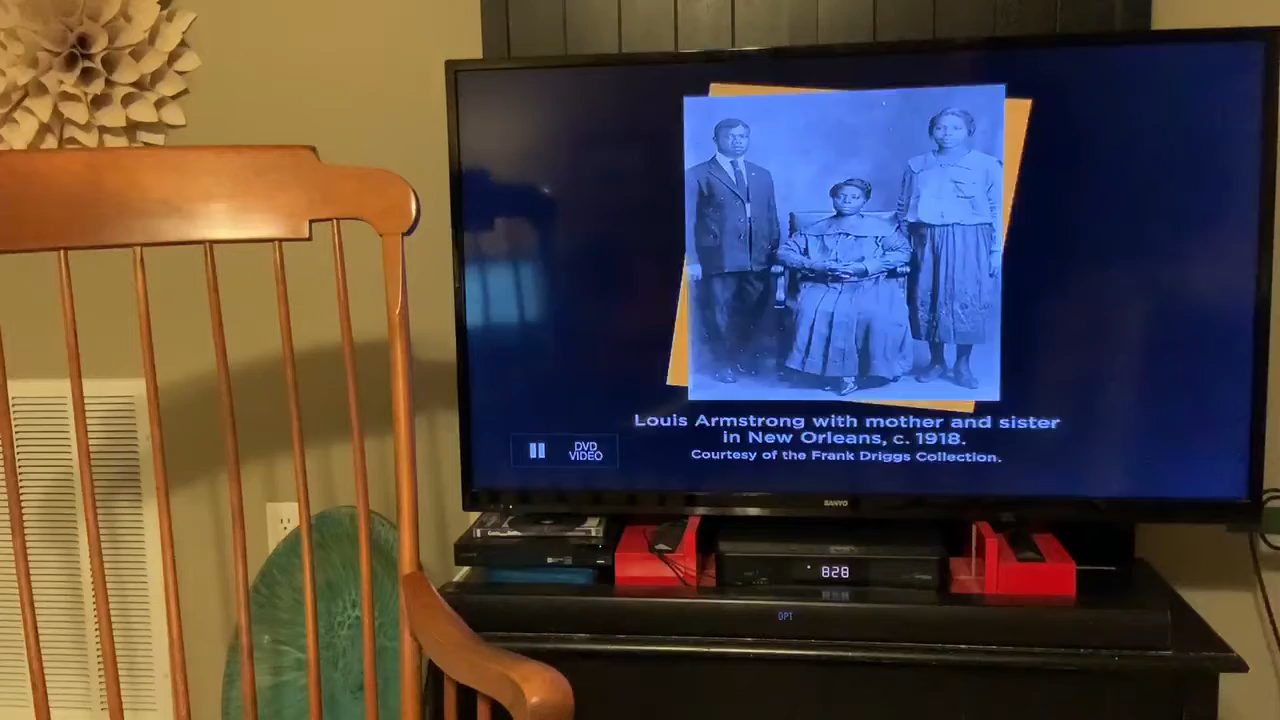 Louis Armstrong with mother and sister
in New Orleans, c. 1918.
Courtesy of the Frank Driggs Collection.
DVD
VIDEO
SANYO
828
OPT